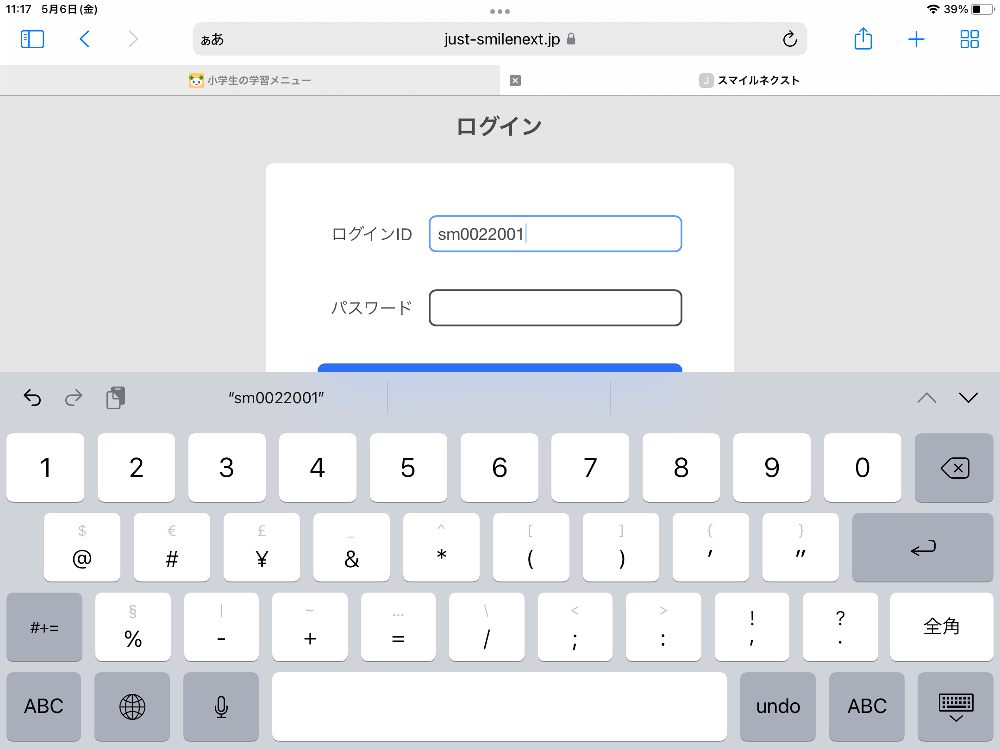 11:17 5月6日(金)
39%
ぁあ just-smilenext.jp
小学生の学習メニュー
J スマイルネクスト
ログイン
ログインID sm0022001
パスワード
“sm0022001”
1 2 3 4 5 6 7 8 9 0
$ € £ _ ^ [ ] { }
@ # ¥ & * ( ) ' "
§ | ~ … \ < > ! ?
#+= % - + = / ; : , . 全角
ABC undo ABC